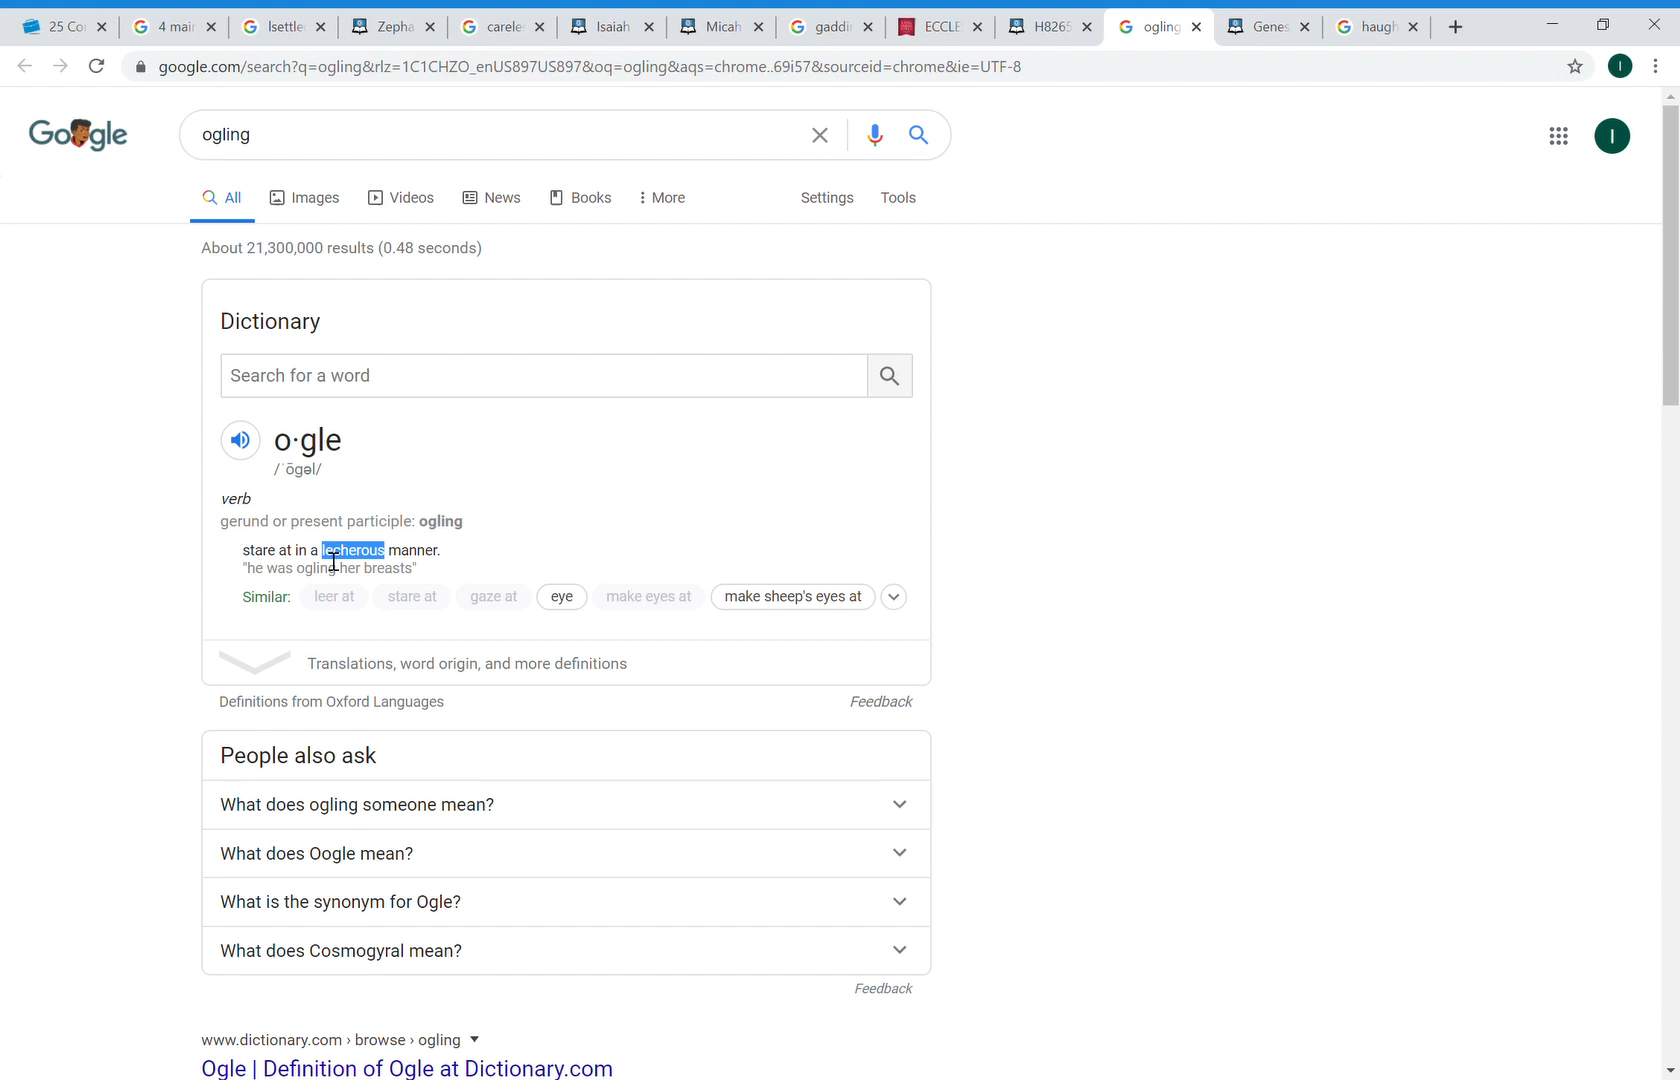 25 Co
4 main
lsettle
Zepha
carele
Isaiah
Micah
gaddi
ECCLE
H8265
ogling
Genes
haugh
google.com/search?q=ogling&rlz=1C1CHZO_enUS897US897&oq=ogling&aqs=chrome..69i57&sourceid=chrome&ie=UTF-8
I
Google
ogling
I
All
Images
Videos
News
Books
More
Settings
Tools
About 21,300,000 results (0.48 seconds)
Dictionary
Search for a word
o·gle
/ˈōɡəl/
verb
gerund or present participle: ogling
stare at in a lecherous manner.
"he was ogling her breasts"
Similar: leer at stare at gaze at eye make eyes at make sheep's eyes at
Translations, word origin, and more definitions
Definitions from Oxford Languages
Feedback
People also ask
What does ogling someone mean?
What does Oogle mean?
What is the synonym for Ogle?
What does Cosmogyral mean?
Feedback
www.dictionary.com › browse › ogling
Ogle | Definition of Ogle at Dictionary.com